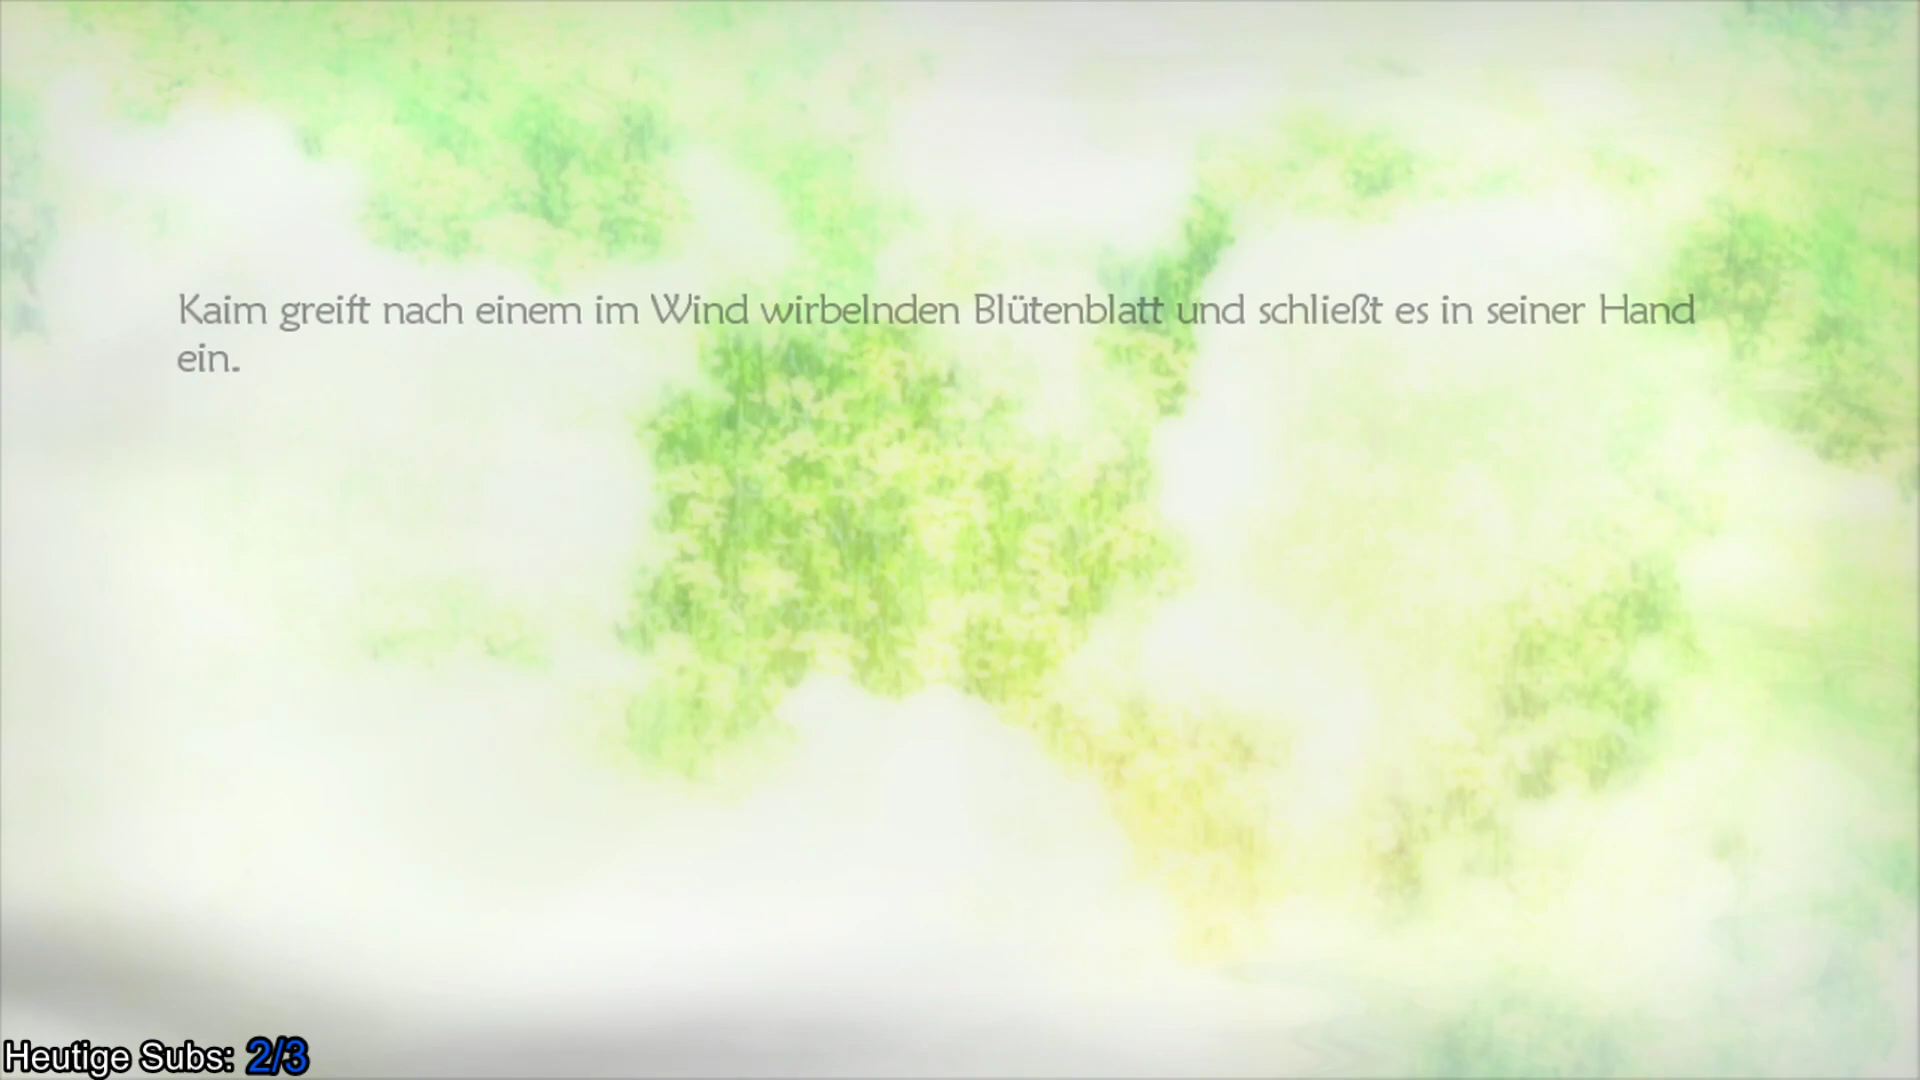 Kaim greift nach einem im Wind wirbelnden Blütenblatt und schließt es in seiner Hand
ein.
Heutige Subs: 2/3